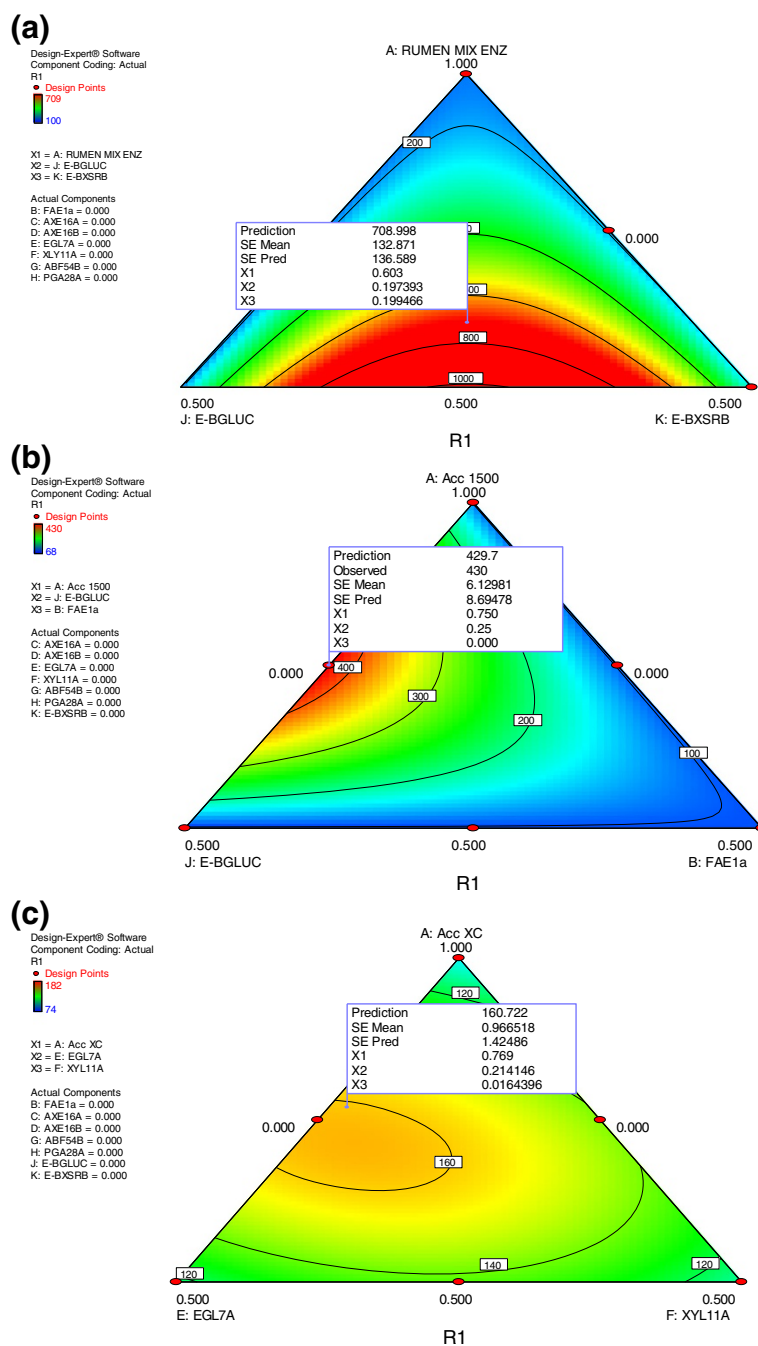 (a)
Design-Expert® Software
Component Coding: Actual
R1
Design Points
709
100
X1 = A: RUMEN MIX ENZ
X2 = J: E-BGLUC
X3 = K: E-BXSRB
Actual Components
B: FAE1a = 0.000
C: AXE16A = 0.000
D: AXE16B = 0.000
E: EGL7A = 0.000
F: XLY11A = 0.000
G: ABF54B = 0.000
H: PGA28A = 0.000
A: RUMEN MIX ENZ
1.000
200
0.000
Prediction 708.998
SE Mean 132.871
SE Pred 136.589
X1 0.603
X2 0.197393
X3 0.199466
800
1000
0.500 0.500 0.500
J: E-BGLUC K: E-BXSRB
R1
(b)
Design-Expert® Software
Component Coding: Actual
R1
Design Points
430
68
X1 = A: Acc 1500
X2 = J: E-BGLUC
X3 = B: FAE1a
Actual Components
C: AXE16A = 0.000
D: AXE16B = 0.000
E: EGL7A = 0.000
F: XYL11A = 0.000
G: ABF54B = 0.000
H: PGA28A = 0.000
K: E-BXSRB = 0.000
A: Acc 1500
1.000
Prediction 429.7
Observed 430
SE Mean 6.12981
SE Pred 8.69478
X1 0.750
X2 0.25
X3 0.000
0.000 400 0.000
300
200
100
0.500 0.500 0.500
J: E-BGLUC B: FAE1a
R1
(c)
Design-Expert® Software
Component Coding: Actual
R1
Design Points
182
74
X1 = A: Acc XC
X2 = E: EGL7A
X3 = F: XYL11A
Actual Components
B: FAE1a = 0.000
C: AXE16A = 0.000
D: AXE16B = 0.000
G: ABF54B = 0.000
H: PGA28A = 0.000
J: E-BGLUC = 0.000
K: E-BXSRB = 0.000
A: Acc XC
1.000
120
Prediction 160.722
SE Mean 0.966518
SE Pred 1.42486
X1 0.769
X2 0.214146
X3 0.0164396
0.000 0.000
160
140
120 120
0.500 0.500 0.500
E: EGL7A F: XYL11A
R1